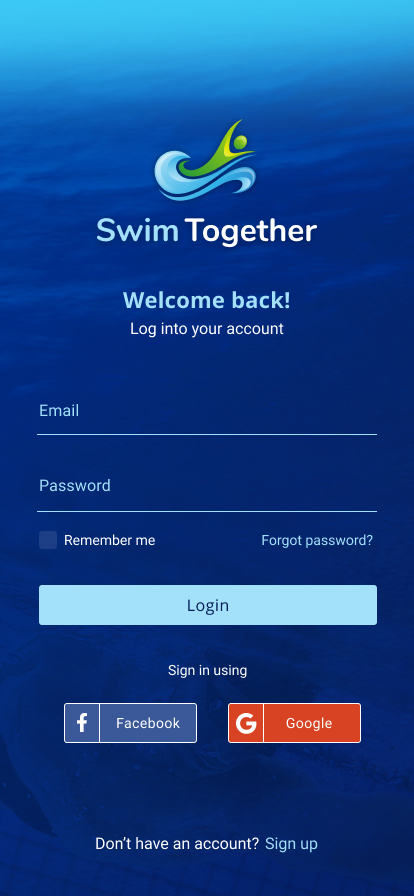 Swim Together
Welcome back!
Log into your account
Email
Password
Remember me Forgot password?
Login
Sign in using
f Facebook G Google
Don’t have an account? Sign up